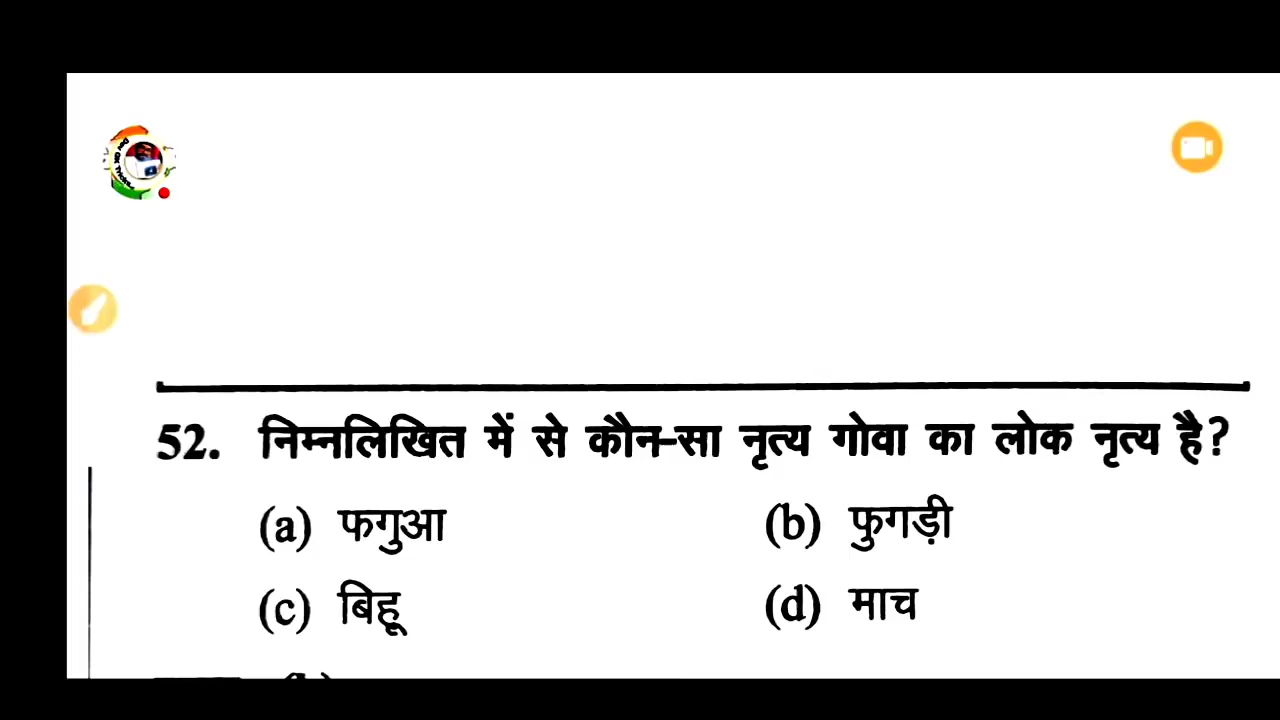 52. निम्नलिखित में से कौन-सा नृत्य गोवा का लोक नृत्य है?
(a) फगुआ (b) फुगड़ी
(c) बिहू (d) माच